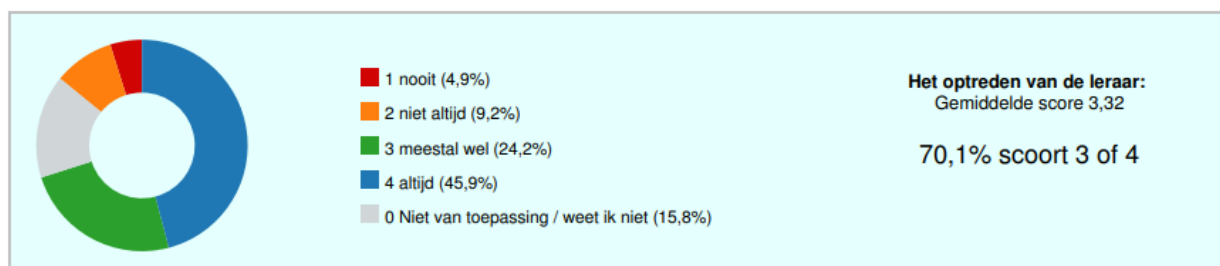 1 nooit (4,9%)
2 niet altijd (9,2%)
3 meestal wel (24,2%)
4 altijd (45,9%)
0 Niet van toepassing / weet ik niet (15,8%)
Het optreden van de leraar:
Gemiddelde score 3,32
70,1% scoort 3 of 4